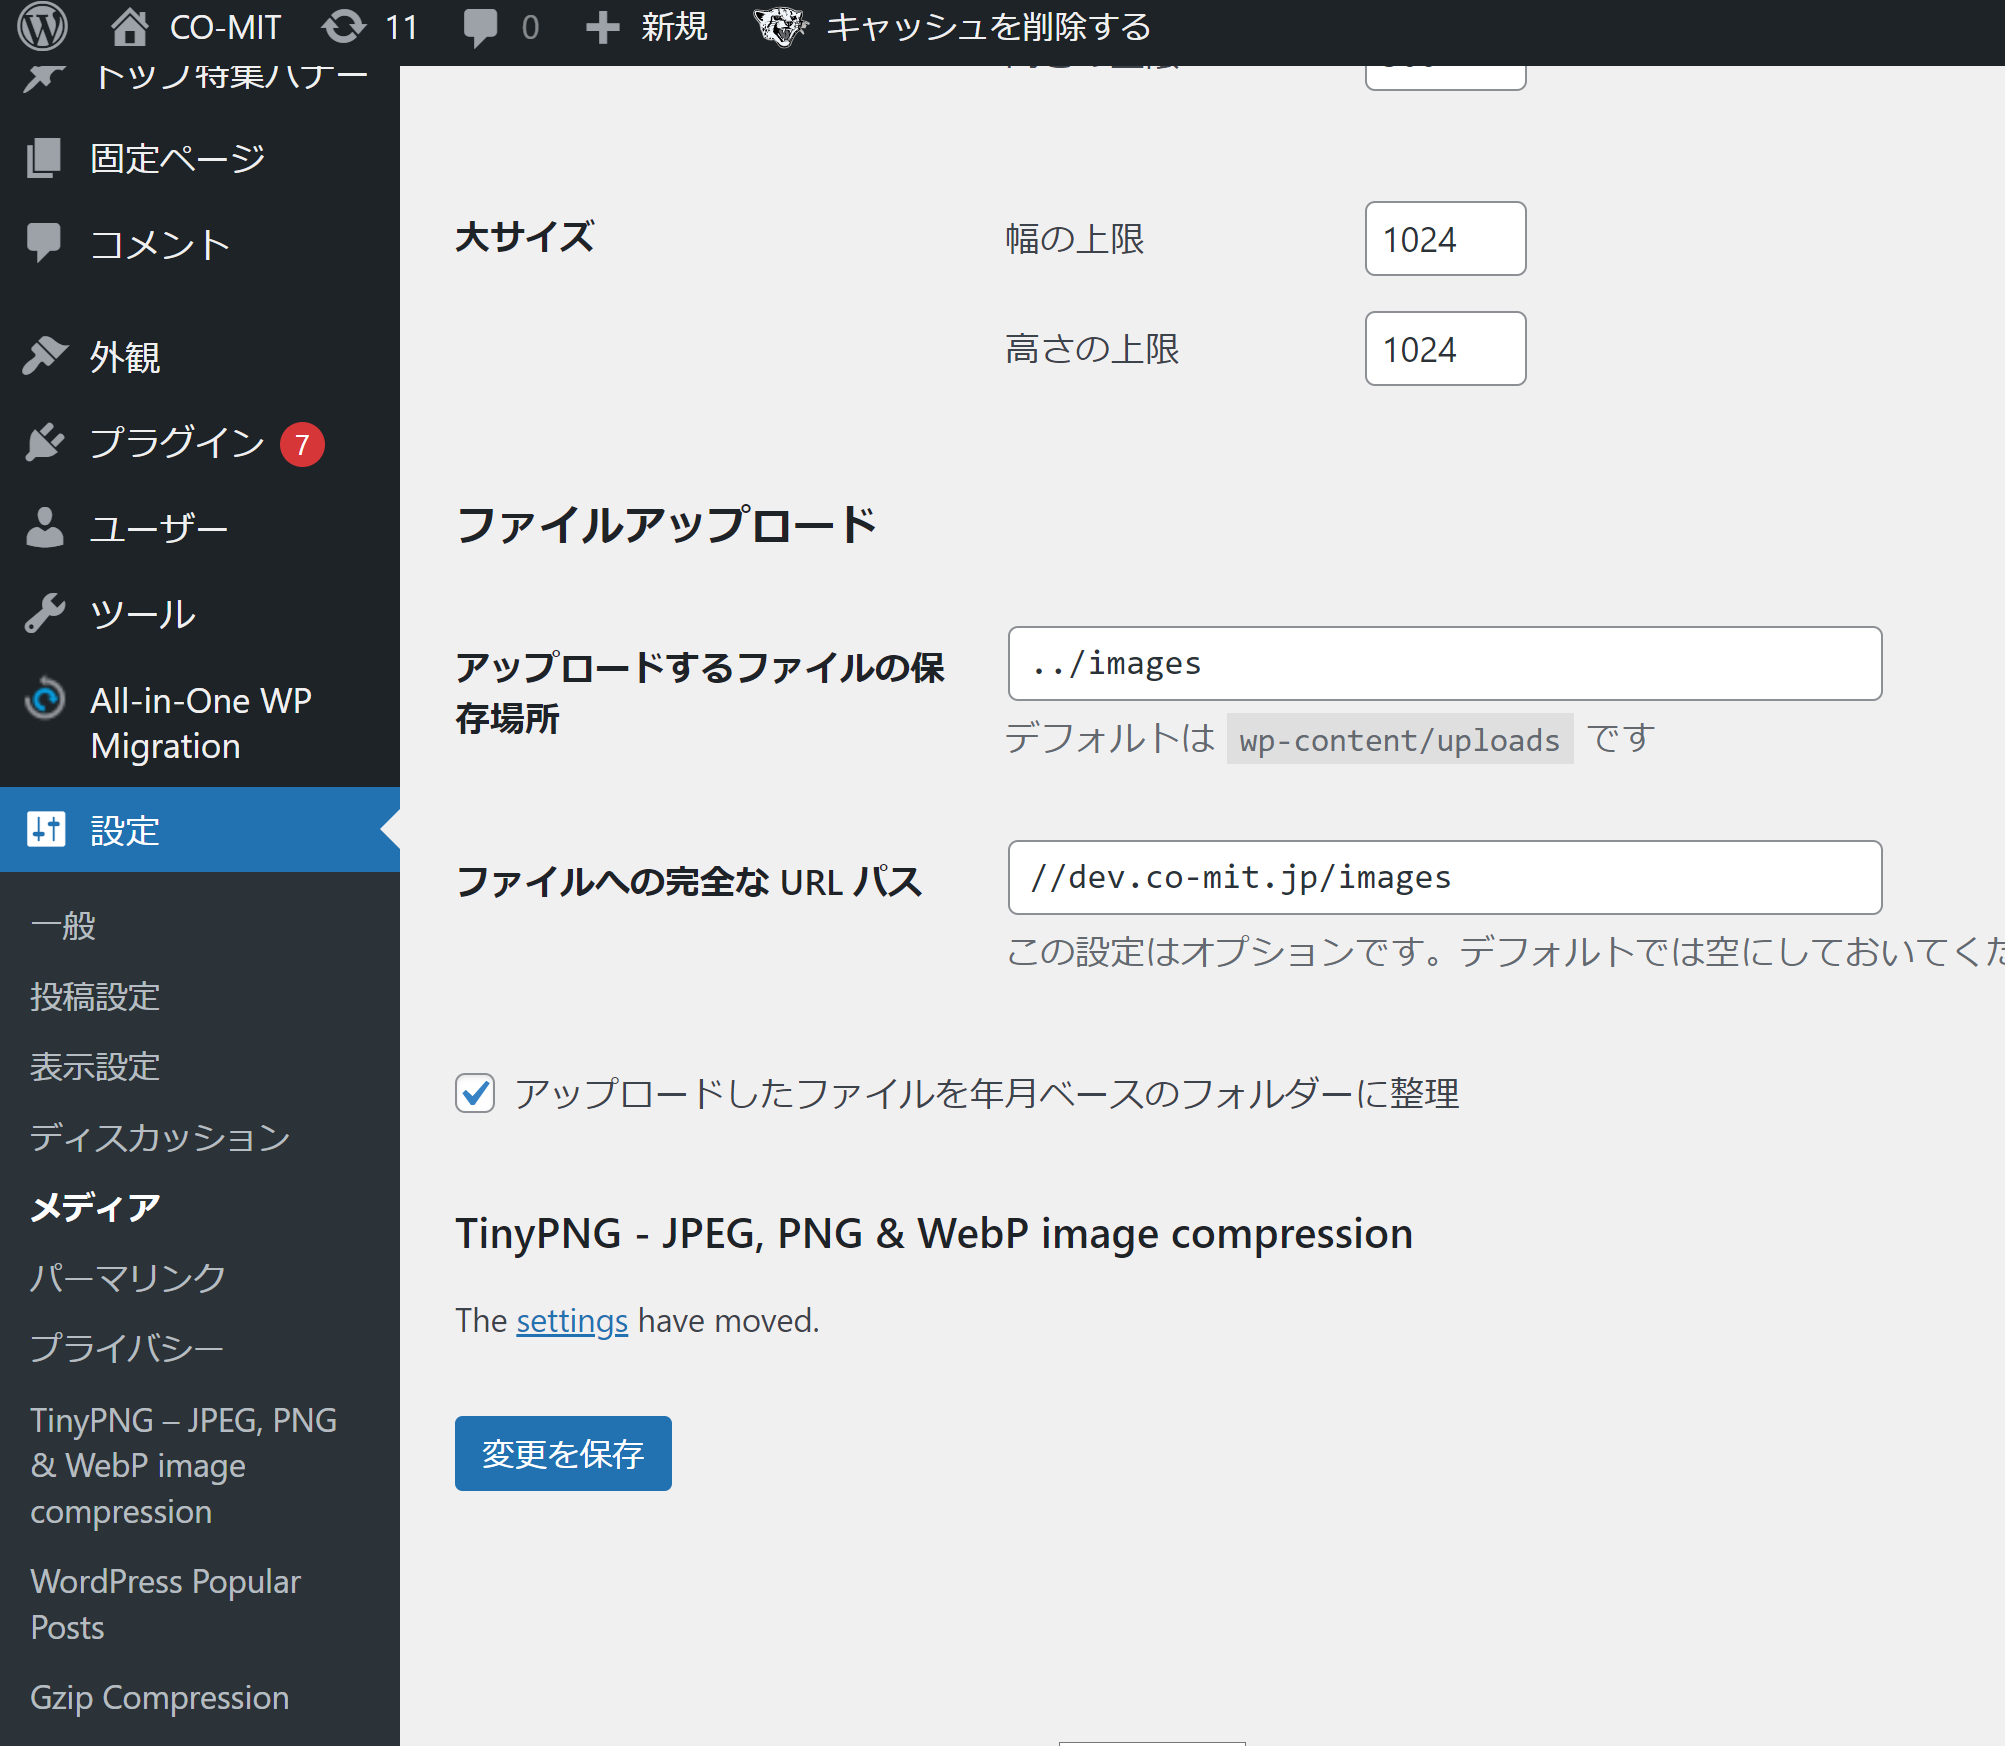 CO-MIT 11 0 新規 キャッシュを削除する
トップ特集バナー
固定ページ
コメント
外観
プラグイン 7
ユーザー
ツール
All-in-One WP
Migration
設定
一般
投稿設定
表示設定
ディスカッション
メディア
パーマリンク
プライバシー
TinyPNG – JPEG, PNG
& WebP image
compression
WordPress Popular
Posts
Gzip Compression
大サイズ
幅の上限 1024
高さの上限 1024
ファイルアップロード
アップロードするファイルの保
存場所
../images
デフォルトは wp-content/uploads です
ファイルへの完全な URL パス
//dev.co-mit.jp/images
この設定はオプションです。デフォルトでは空にしておいてくだ
アップロードしたファイルを年月ベースのフォルダーに整理
TinyPNG - JPEG, PNG & WebP image compression
The settings have moved.
変更を保存